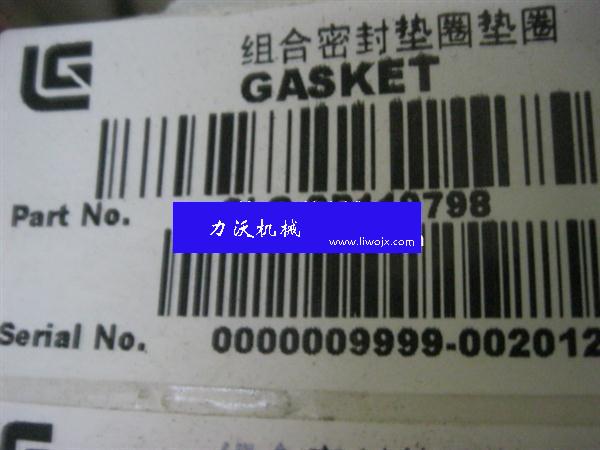 组合密封垫圈垫圈
GASKET
Part No.
力沃机械
www.liwojx.com
Serial No. 0000009999-002012